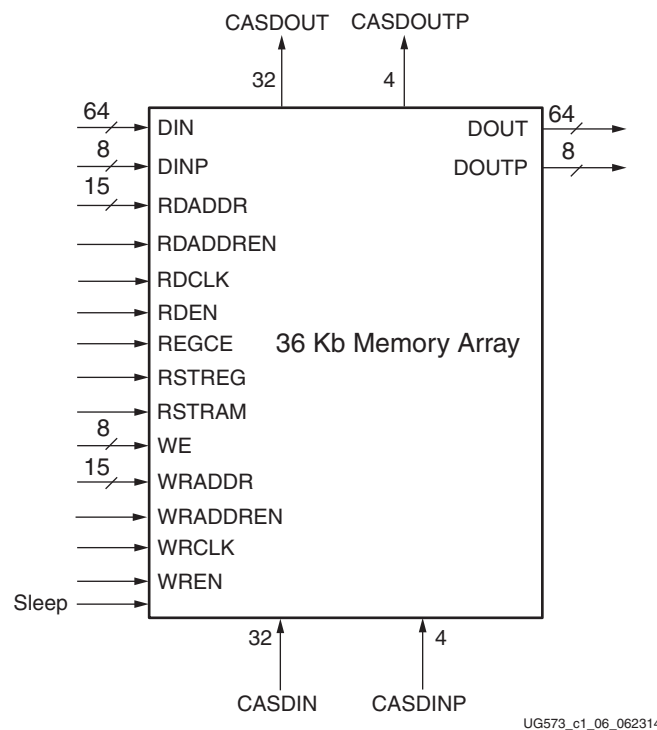 CASDOUT CASDOUTP
32 4
64 DIN DOUT 64
8 DINP DOUTP 8
15 RDADDR
RDADDREN
RDCLK
RDEN
REGCE 36 Kb Memory Array
RSTREG
RSTRAM
8 WE
15 WRADDR
WRADDREN
WRCLK
WREN
Sleep
32 4
CASDIN CASDINP
UG573_c1_06_062314